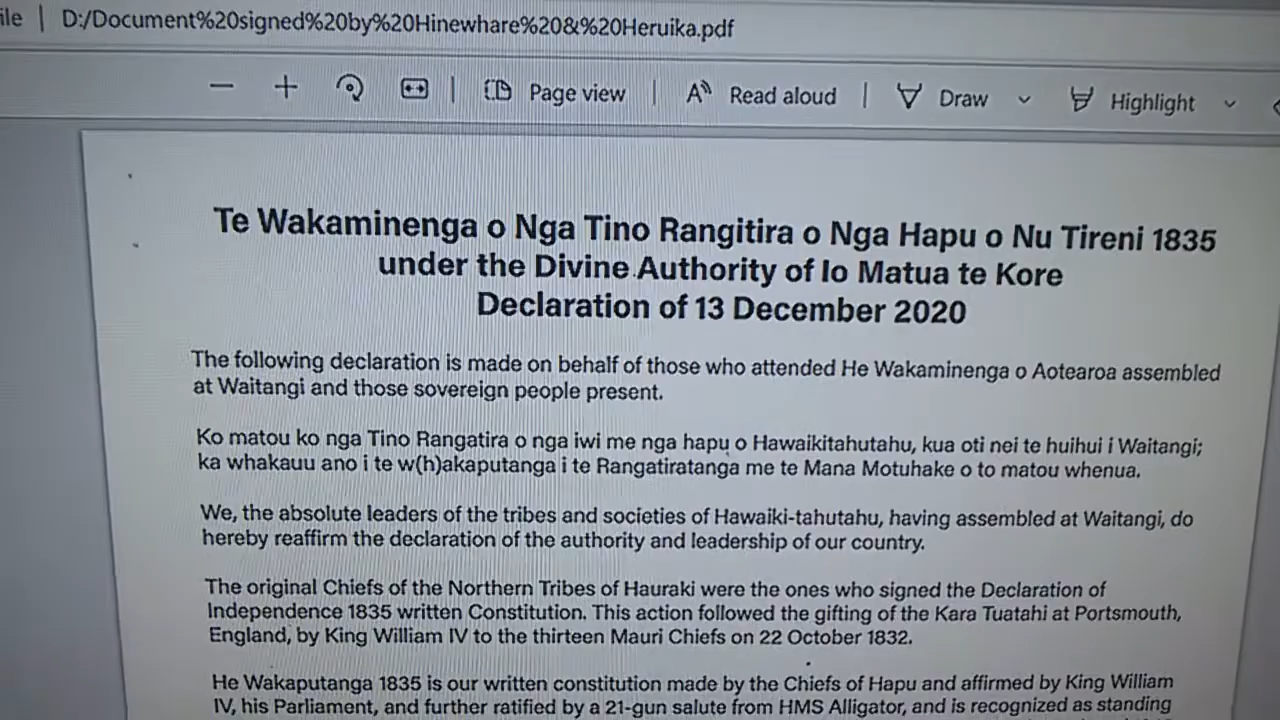 ile | D:/Document%20signed%20by%20Hinewhare%20&%20Heruika.pdf
Page view | Read aloud | Draw Highlight
Te Wakaminenga o Nga Tino Rangitira o Nga Hapu o Nu Tireni 1835
under the Divine Authority of Io Matua te Kore
Declaration of 13 December 2020
The following declaration is made on behalf of those who attended He Wakaminenga o Aotearoa assembled
at Waitangi and those sovereign people present.
Ko matou ko nga Tino Rangatira o nga iwi me nga hapu o Hawaikitahutahu, kua oti nei te huihui i Waitangi;
ka whakauu ano i te w(h)akaputanga i te Rangatiratanga me te Mana Motuhake o to matou whenua.
We, the absolute leaders of the tribes and societies of Hawaiki-tahutahu, having assembled at Waitangi, do
hereby reaffirm the declaration of the authority and leadership of our country.
The original Chiefs of the Northern Tribes of Hauraki were the ones who signed the Declaration of
Independence 1835 written Constitution. This action followed the gifting of the Kara Tuatahi at Portsmouth,
England, by King William IV to the thirteen Mauri Chiefs on 22 October 1832.
He Wakaputanga 1835 is our written constitution made by the Chiefs of Hapu and affirmed by King William
IV, his Parliament, and further ratified by a 21-gun salute from HMS Alligator, and is recognized as standing